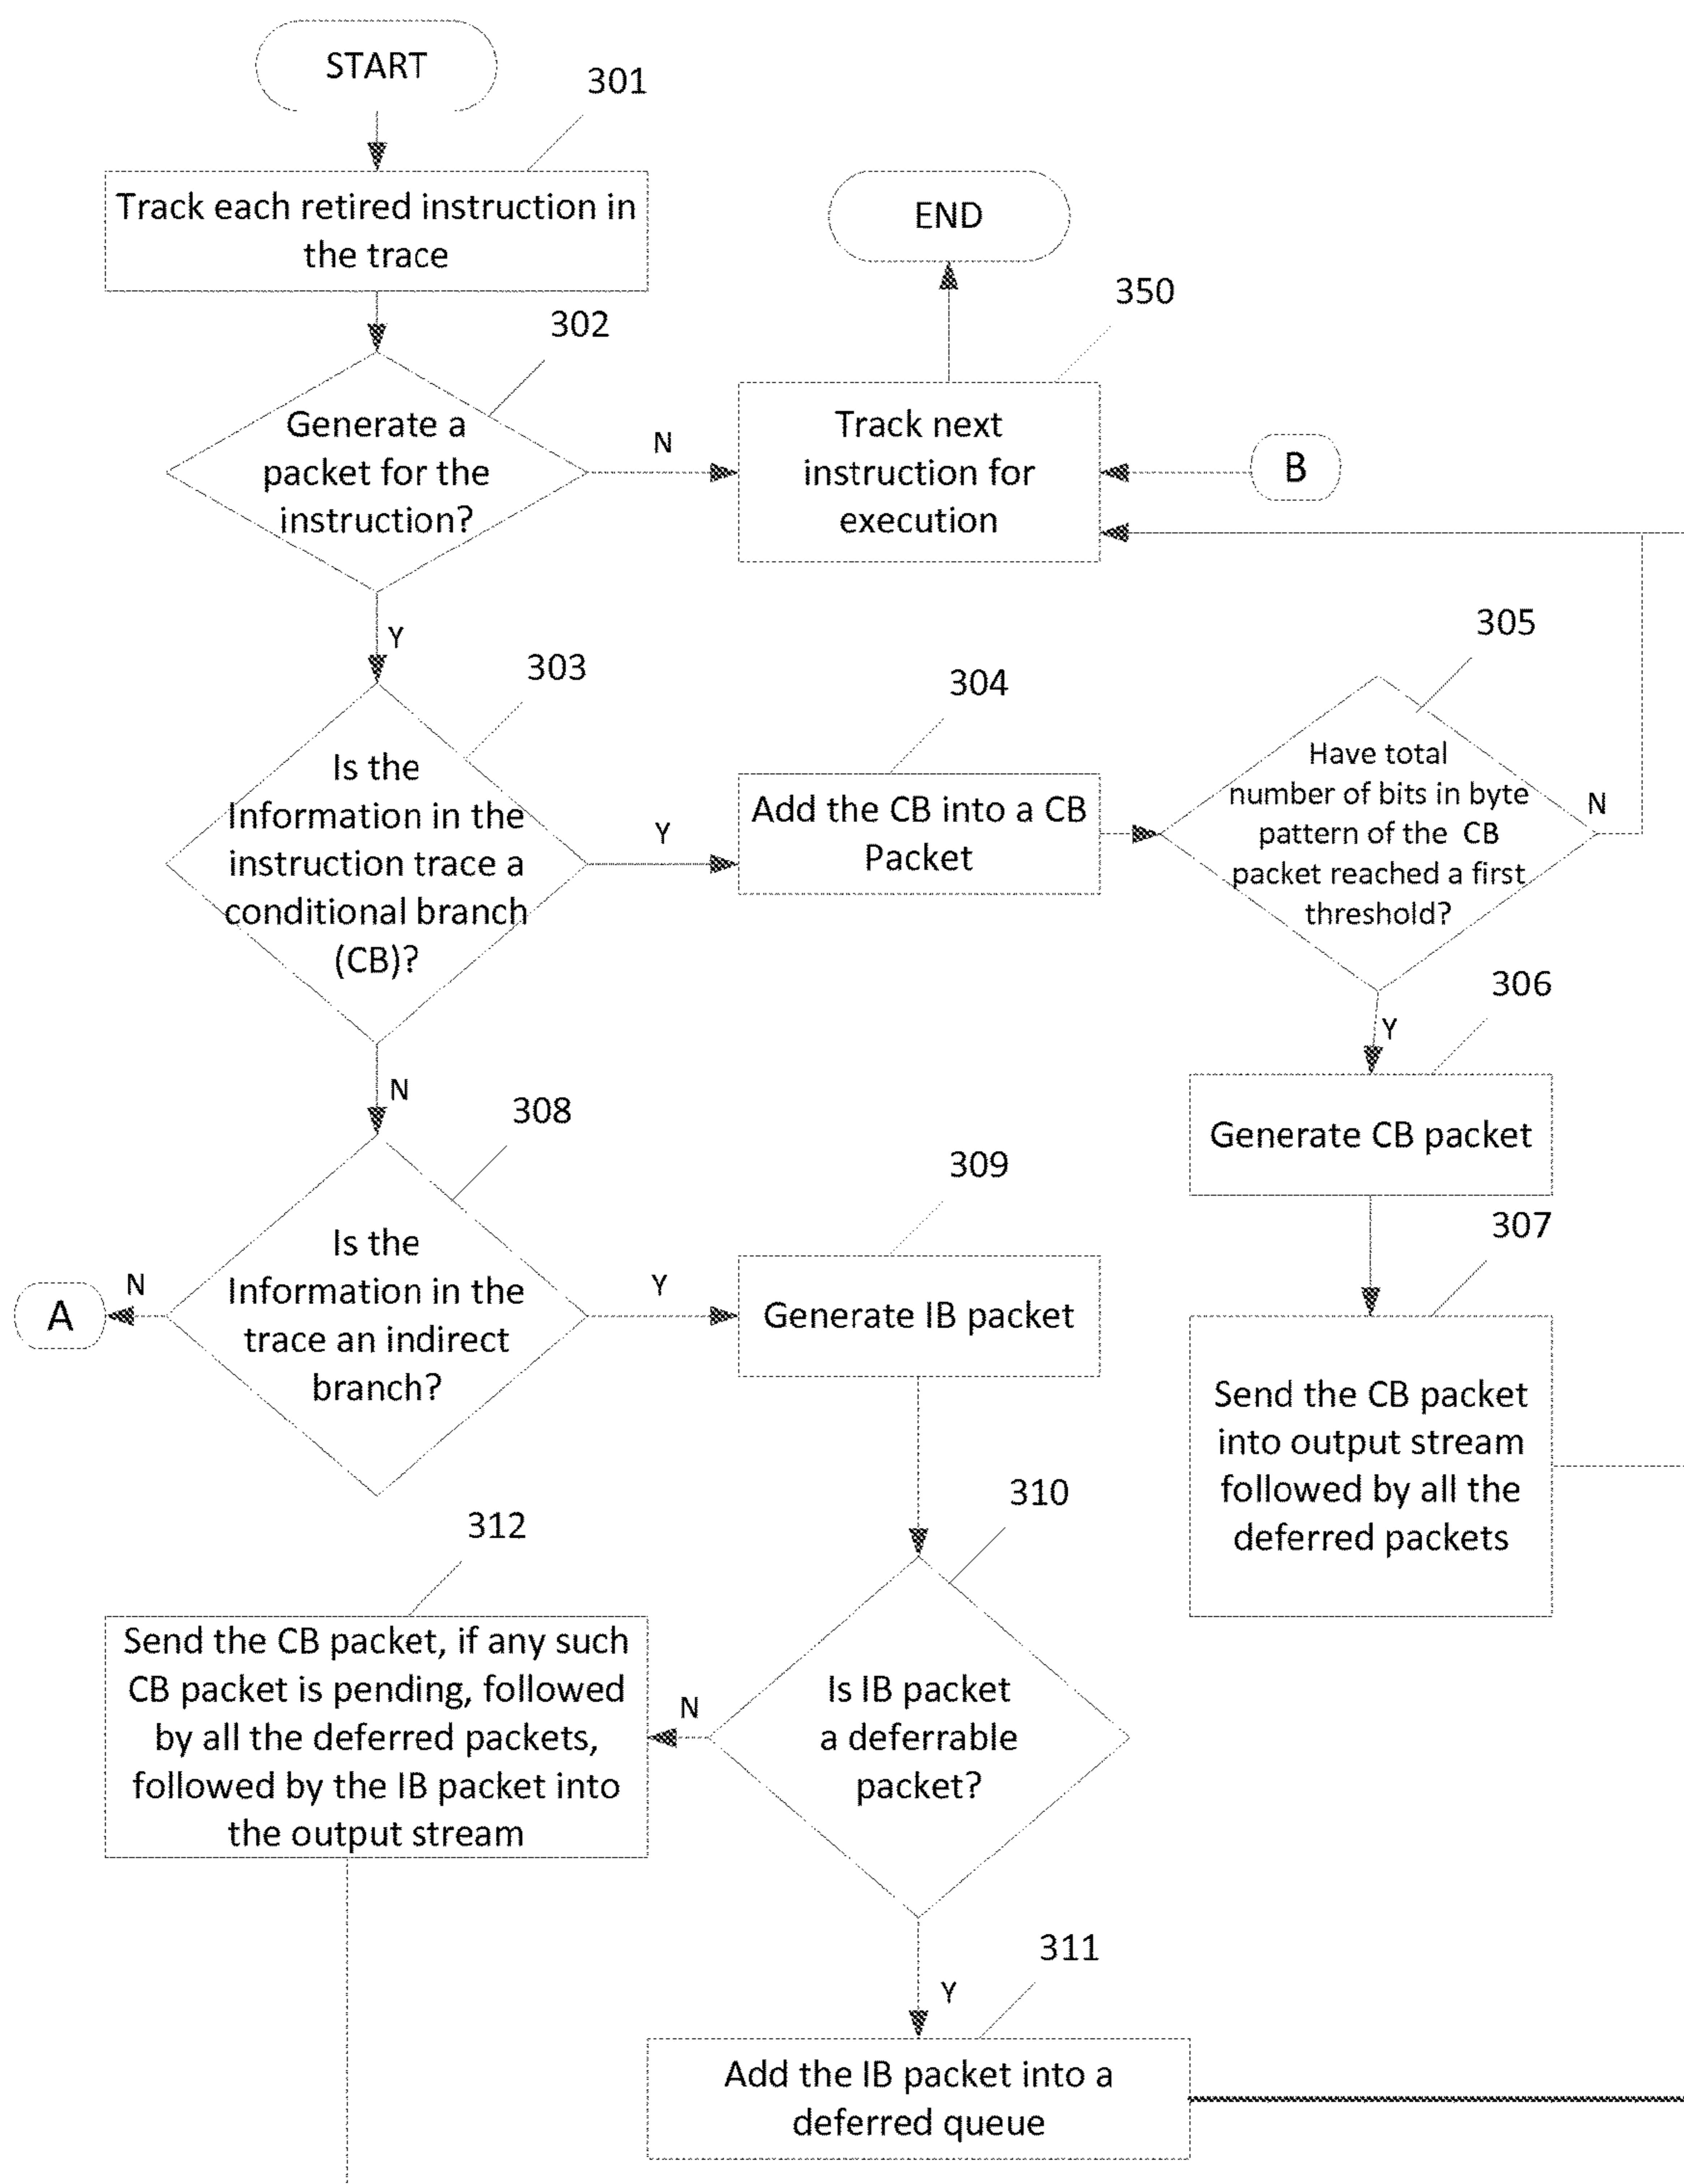 START
301
Track each retired instruction in
the trace
END
350
302
Generate a
packet for the
instruction?
N
Track next
instruction for
execution
B
Y
303
Is the
Information in the
instruction trace a
conditional branch
(CB)?
Y
304
Add the CB into a CB
Packet
305
Have total
number of bits in byte
pattern of the CB
packet reached a first
threshold?
N
Y
306
Generate CB packet
307
Send the CB packet
into output stream
followed by all the
deferred packets
N
308
Is the
Information in the
trace an indirect
branch?
N
A
Y
309
Generate IB packet
310
Is IB packet
a deferrable
packet?
N
312
Send the CB packet, if any such
CB packet is pending, followed
by all the deferred packets,
followed by the IB packet into
the output stream
Y
311
Add the IB packet into a
deferred queue